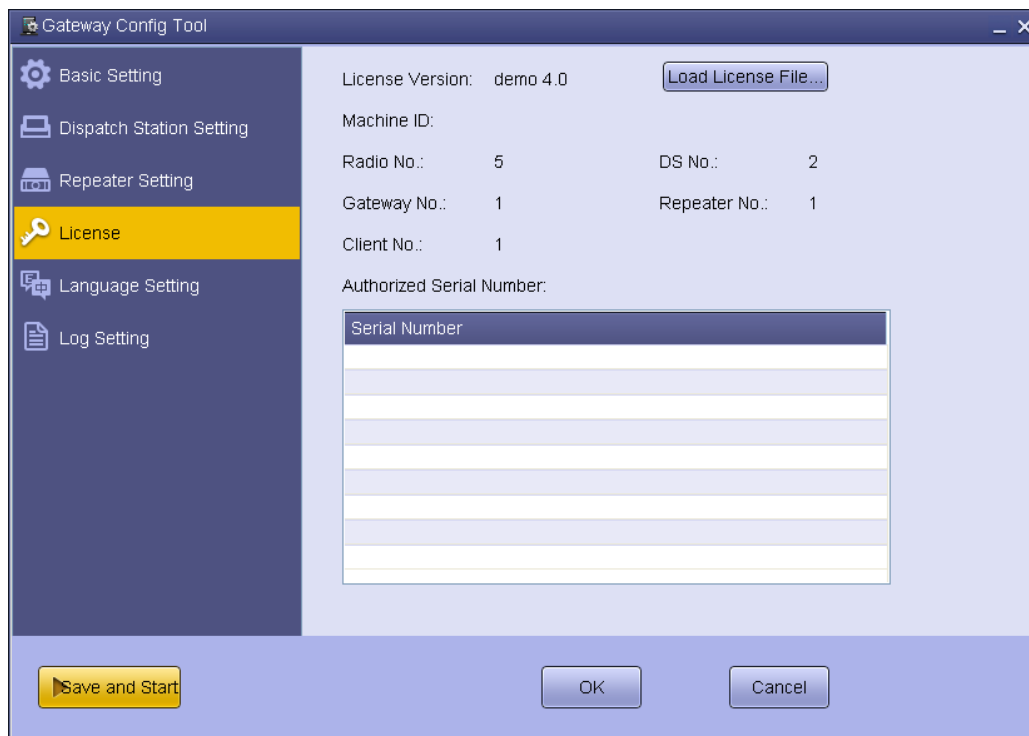 Gateway Config Tool
Basic Setting
Dispatch Station Setting
Repeater Setting
License
Language Setting
Log Setting
License Version: demo 4.0 Load License File...
Machine ID:
Radio No.: 5 DS No.: 2
Gateway No.: 1 Repeater No.: 1
Client No.: 1
Authorized Serial Number:
Serial Number
Save and Start OK Cancel